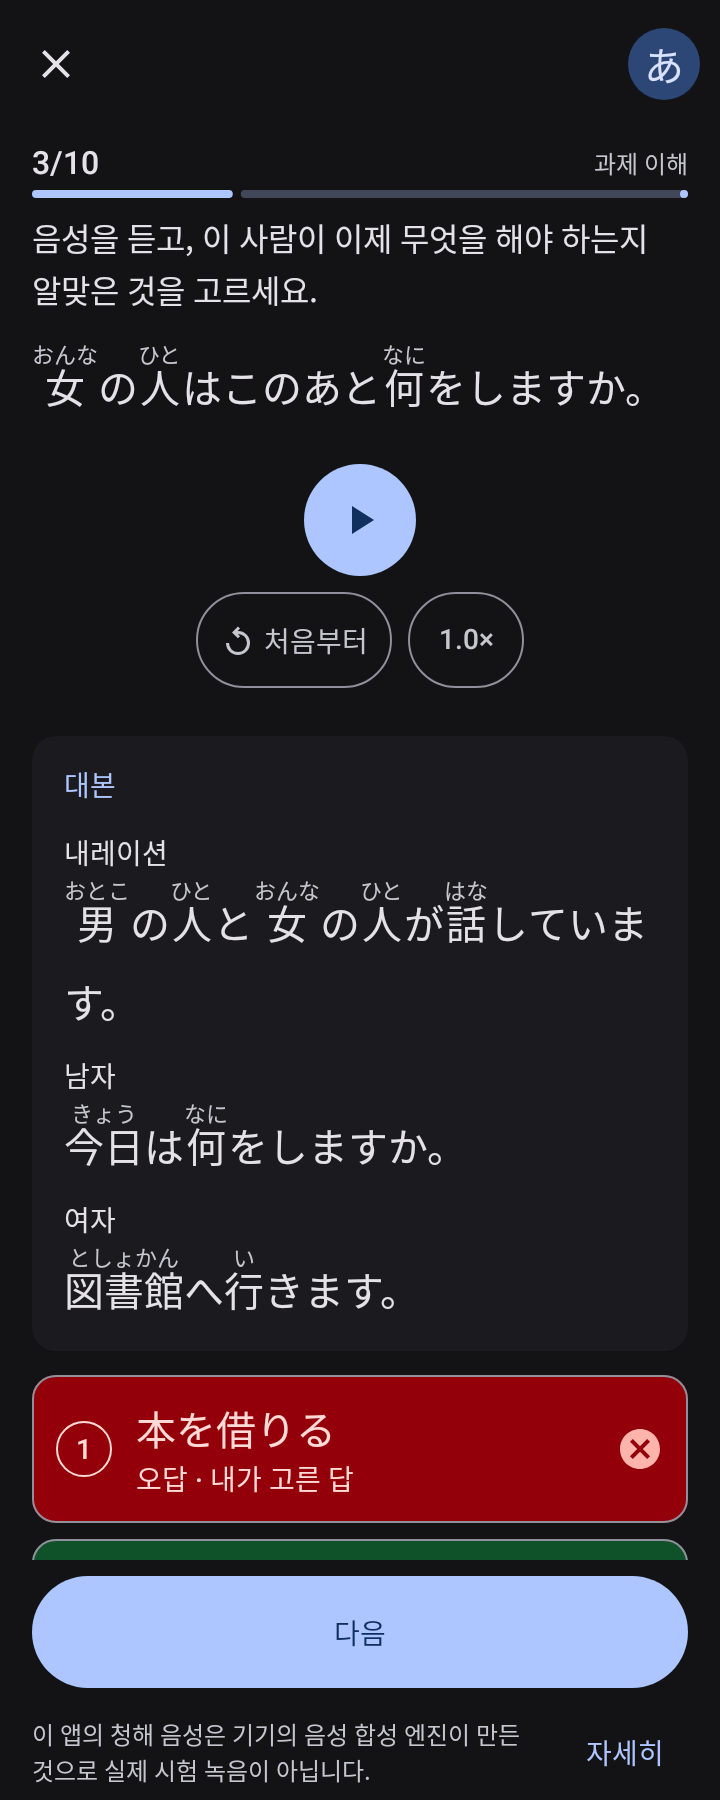 あ
3/10
과제 이해
음성을 듣고, 이 사람이 이제 무엇을 해야 하는지
알맞은 것을 고르세요.
おんな ひと なに
女の人はこのあと何をしますか。
처음부터
1.0×
대본
내레이션
おとこ ひと おんな ひと はな
男の人と女の人が話していま
す。
남자
きょう なに
今日は何をしますか。
여자
としょかん い
図書館へ行きます。
1
本を借りる
오답 · 내가 고른 답
다음
이 앱의 청해 음성은 기기의 음성 합성 엔진이 만든
것으로 실제 시험 녹음이 아닙니다.
자세히